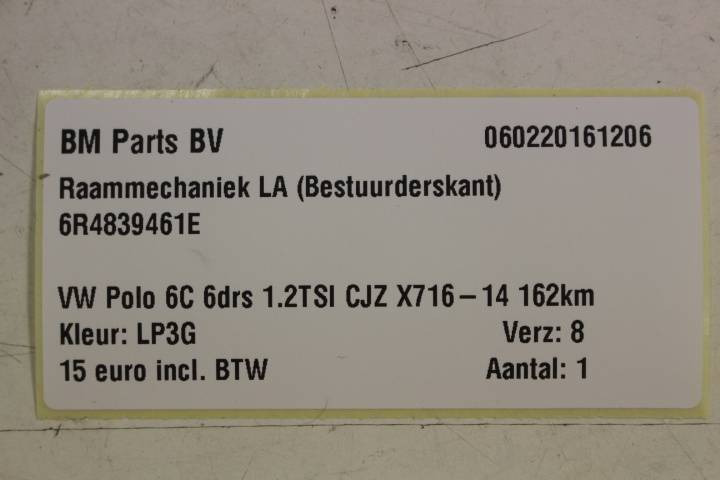 BM Parts BV 060220161206
Raammechaniek LA (Bestuurderskant)
6R4839461E
VW Polo 6C 6drs 1.2TSI CJZ X716 – 14 162km
Kleur: LP3G Verz: 8
15 euro incl. BTW Aantal: 1